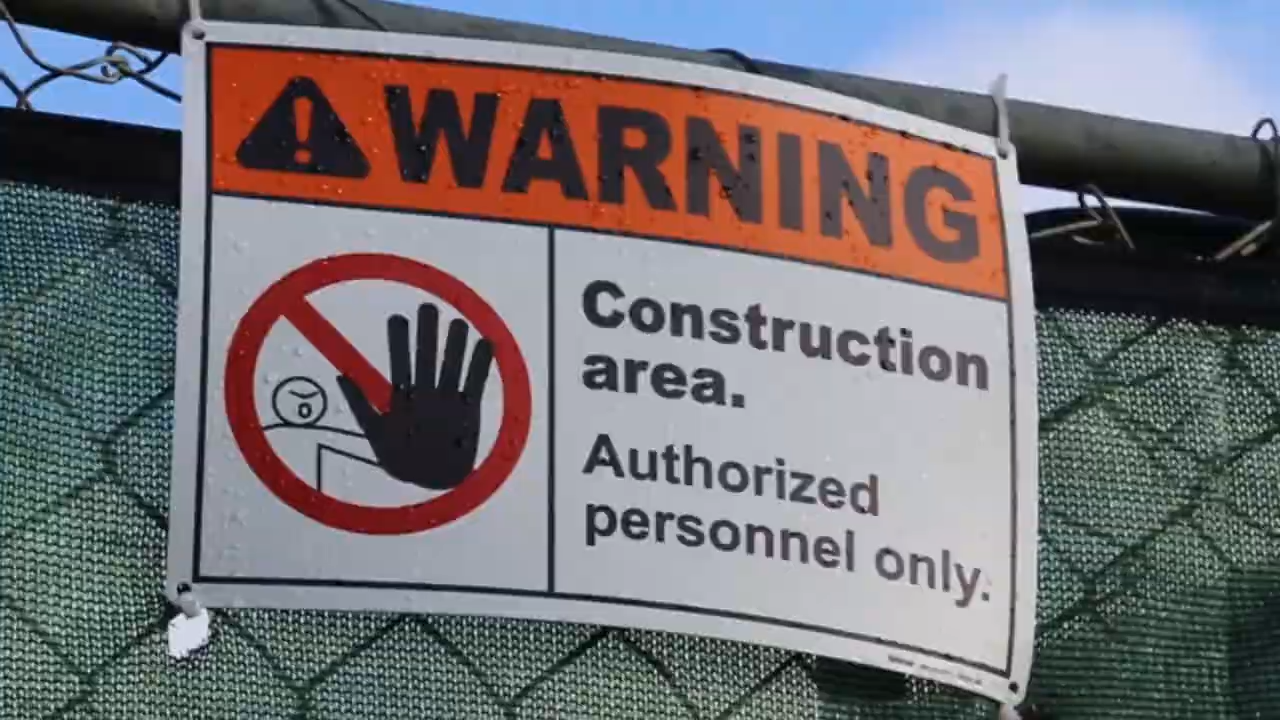 WARNING
Construction
area.
Authorized
personnel only.